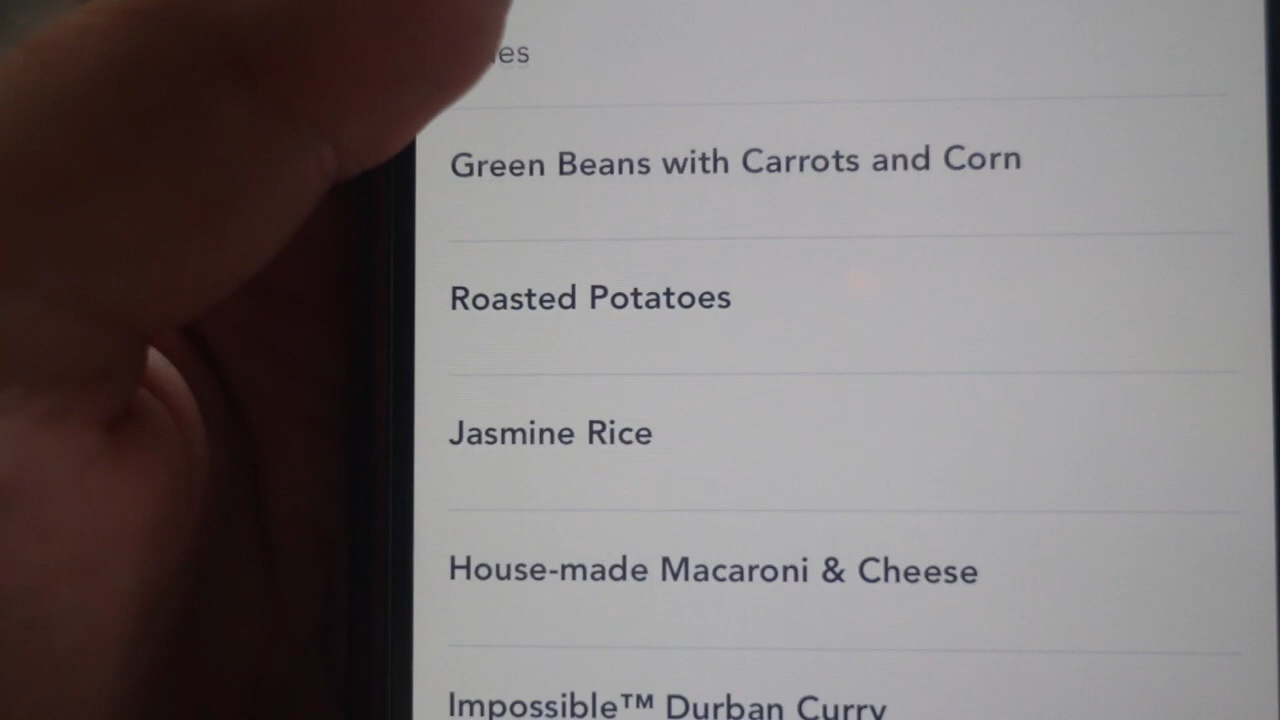 Green Beans with Carrots and Corn
Roasted Potatoes
Jasmine Rice
House-made Macaroni & Cheese
Impossible™ Durban Curry